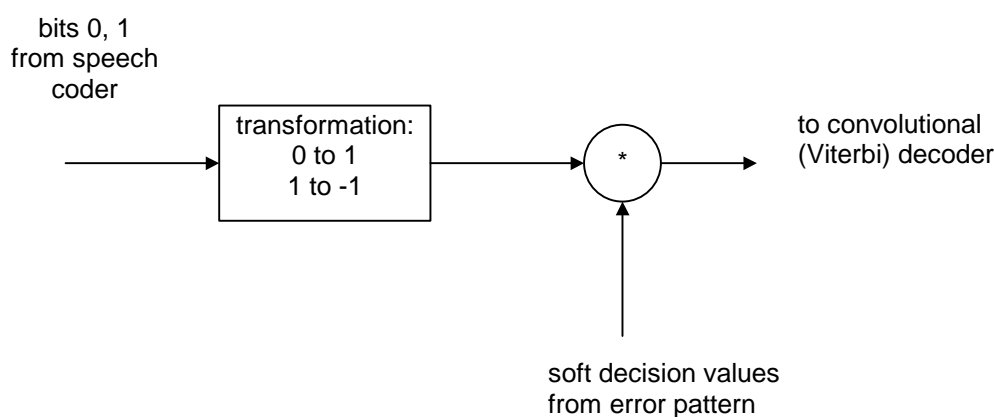 bits 0, 1
from speech
coder
transformation:
0 to 1
1 to -1
*
to convolutional
(Viterbi) decoder
soft decision values
from error pattern